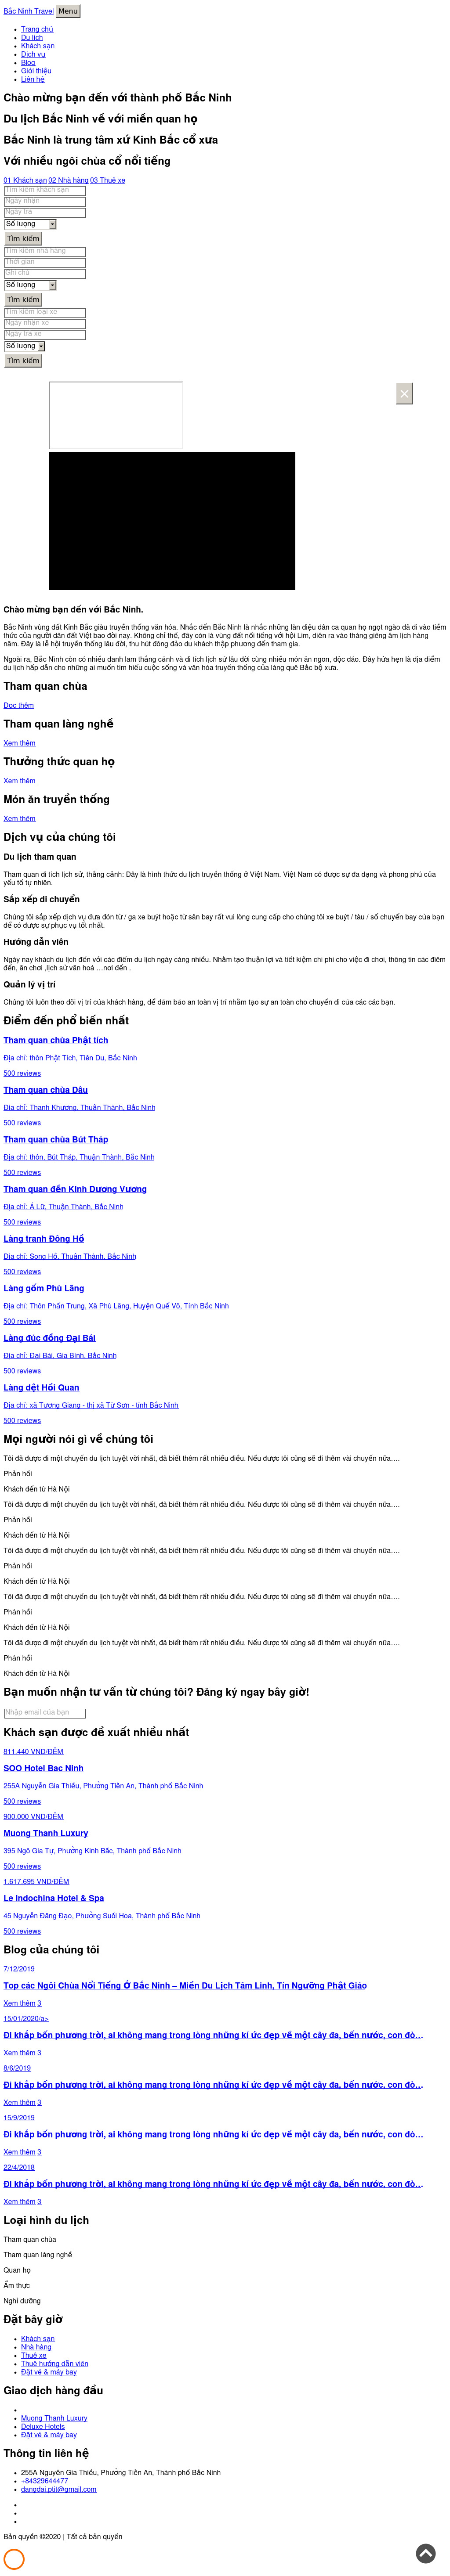 Bắc Ninh Travel Menu
Trang chủ
Du lịch
Khách sạn
Dịch vụ
Blog
Giới thiệu
Liên hệ
Chào mừng bạn đến với thành phố Bắc Ninh
Du lịch Bắc Ninh về với miền quan họ
Bắc Ninh là trung tâm xứ Kinh Bắc cổ xưa
Với nhiều ngôi chùa cổ nổi tiếng
01 Khách sạn 02 Nhà hàng 03 Thuê xe
Tìm kiếm khách sạn
Ngày nhận
Ngày trả
Số lượng
Tìm kiếm
Tìm kiếm nhà hàng
Thời gian
Ghi chú
Số lượng
Tìm kiếm
Tìm kiếm loại xe
Ngày nhận xe
Ngày trả xe
Số lượng
Tìm kiếm
×
Chào mừng bạn đến với Bắc Ninh.
Bắc Ninh vùng đất Kinh Bắc giàu truyền thống văn hóa. Nhắc đến Bắc Ninh là nhắc những làn điệu dân ca quan họ ngọt ngào đã đi vào tiềm
thức của người dân đất Việt bao đời nay. Không chỉ thế, đây còn là vùng đất nổi tiếng với hội Lim, diễn ra vào tháng giêng âm lịch hàng
năm. Đây là lễ hội truyền thống lâu đời, thu hút đông đảo du khách thập phương đến tham gia.
Ngoài ra, Bắc Ninh còn có nhiều danh lam thắng cảnh và di tích lịch sử lâu đời cùng nhiều món ăn ngon, độc đáo. Đây hứa hẹn là địa điểm
du lịch hấp dẫn cho những ai muốn tìm hiểu cuộc sống và văn hóa truyền thống của làng quê Bắc bộ xưa.
Tham quan chùa
Đọc thêm
Tham quan làng nghề
Xem thêm
Thưởng thức quan họ
Xem thêm
Món ăn truyền thống
Xem thêm
Dịch vụ của chúng tôi
Du lịch tham quan
Tham quan di tích lịch sử, thắng cảnh: Đây là hình thức du lịch truyền thống ở Việt Nam. Việt Nam có được sự đa dạng và phong phú của
yếu tố tự nhiên.
Sắp xếp di chuyển
Chúng tôi sắp xếp dịch vụ đưa đón từ / ga xe buýt hoặc từ sân bay rất vui lòng cung cấp cho chúng tôi xe buýt / tàu / số chuyến bay của bạn
để có được sự phục vụ tốt nhất.
Hướng dẫn viên
Ngày nay khách du lịch đến với các điểm du lịch ngày càng nhiều. Nhằm tạo thuận lợi và tiết kiệm chi phí cho việc đi chơi, thông tin các điêm
đến, ăn chơi ,lịch sử văn hoá …nơi đến .
Quản lý vị trí
Chúng tôi luôn theo dõi vị trí của khách hàng, để đảm bảo an toàn vị trí nhằm tạo sự an toàn cho chuyến đi của các các bạn.
Điểm đến phổ biến nhất
Tham quan chùa Phật tích
Địa chỉ: thôn Phật Tích, Tiên Du, Bắc Ninh
500 reviews
Tham quan chùa Dâu
Địa chỉ: Thanh Khương, Thuận Thành, Bắc Ninh
500 reviews
Tham quan chùa Bút Tháp
Địa chỉ: thôn, Bút Tháp, Thuận Thành, Bắc Ninh
500 reviews
Tham quan đền Kinh Dương Vương
Địa chỉ: Á Lữ, Thuận Thành, Bắc Ninh
500 reviews
Làng tranh Đông Hồ
Địa chỉ: Song Hồ, Thuận Thành, Bắc Ninh
500 reviews
Làng gốm Phù Lãng
Địa chỉ: Thôn Phấn Trung, Xã Phù Lãng, Huyện Quế Võ, Tỉnh Bắc Ninh
500 reviews
Làng đúc đồng Đại Bái
Địa chỉ: Đại Bái, Gia Bình, Bắc Ninh
500 reviews
Làng dệt Hồi Quan
Địa chỉ: xã Tương Giang - thị xã Từ Sơn - tỉnh Bắc Ninh
500 reviews
Mọi người nói gì về chúng tôi
Tôi đã được đi một chuyến du lịch tuyệt vời nhất, đã biết thêm rất nhiều điều. Nếu được tôi cũng sẽ đi thêm vài chuyến nữa….
Phản hồi
Khách đến từ Hà Nội
Tôi đã được đi một chuyến du lịch tuyệt vời nhất, đã biết thêm rất nhiều điều. Nếu được tôi cũng sẽ đi thêm vài chuyến nữa….
Phản hồi
Khách đến từ Hà Nội
Tôi đã được đi một chuyến du lịch tuyệt vời nhất, đã biết thêm rất nhiều điều. Nếu được tôi cũng sẽ đi thêm vài chuyến nữa….
Phản hồi
Khách đến từ Hà Nội
Tôi đã được đi một chuyến du lịch tuyệt vời nhất, đã biết thêm rất nhiều điều. Nếu được tôi cũng sẽ đi thêm vài chuyến nữa….
Phản hồi
Khách đến từ Hà Nội
Tôi đã được đi một chuyến du lịch tuyệt vời nhất, đã biết thêm rất nhiều điều. Nếu được tôi cũng sẽ đi thêm vài chuyến nữa….
Phản hồi
Khách đến từ Hà Nội
Bạn muốn nhận tư vấn từ chúng tôi? Đăng ký ngay bây giờ!
Nhập email của bạn
Khách sạn được đề xuất nhiều nhất
811.440 VND/ĐÊM
SOO Hotel Bac Ninh
255A Nguyễn Gia Thiều, Phường Tiền An, Thành phố Bắc Ninh
500 reviews
900.000 VND/ĐÊM
Muong Thanh Luxury
395 Ngô Gia Tự, Phường Kinh Bắc, Thành phố Bắc Ninh
500 reviews
1.617.695 VND/ĐÊM
Le Indochina Hotel & Spa
45 Nguyễn Đăng Đạo, Phường Suối Hoa, Thành phố Bắc Ninh
500 reviews
Blog của chúng tôi
7/12/2019
Top các Ngôi Chùa Nổi Tiếng Ở Bắc Ninh – Miền Du Lịch Tâm Linh, Tín Ngưỡng Phật Giáo
Xem thêm 3
15/01/2020/a>
Đi khắp bốn phương trời, ai không mang trong lòng những kí ức đẹp về một cây đa, bến nước, con đò…
Xem thêm 3
8/6/2019
Đi khắp bốn phương trời, ai không mang trong lòng những kí ức đẹp về một cây đa, bến nước, con đò…
Xem thêm 3
15/9/2019
Đi khắp bốn phương trời, ai không mang trong lòng những kí ức đẹp về một cây đa, bến nước, con đò…
Xem thêm 3
22/4/2018
Đi khắp bốn phương trời, ai không mang trong lòng những kí ức đẹp về một cây đa, bến nước, con đò…
Xem thêm 3
Loại hình du lịch
Tham quan chùa
Tham quan làng nghề
Quan họ
Ẩm thực
Nghỉ dưỡng
Đặt bây giờ
Khách sạn
Nhà hàng
Thuê xe
Thuê hướng dẫn viên
Đặt vé & máy bay
Giao dịch hàng đầu
Muong Thanh Luxury
Deluxe Hotels
Đặt vé & máy bay
Thông tin liên hệ
255A Nguyễn Gia Thiều, Phường Tiền An, Thành phố Bắc Ninh
+84329644477
dangdai.ptit@gmail.com
Bản quyền ©2020 | Tất cả bản quyền